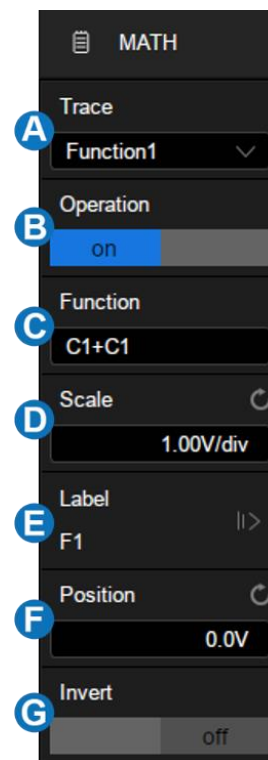 MATH
Trace
A
Function1
Operation
B
on
Function
C
C1+C1
Scale
D
1.00V/div
Label
E
F1
Position
F
0.0V
Invert
G
off